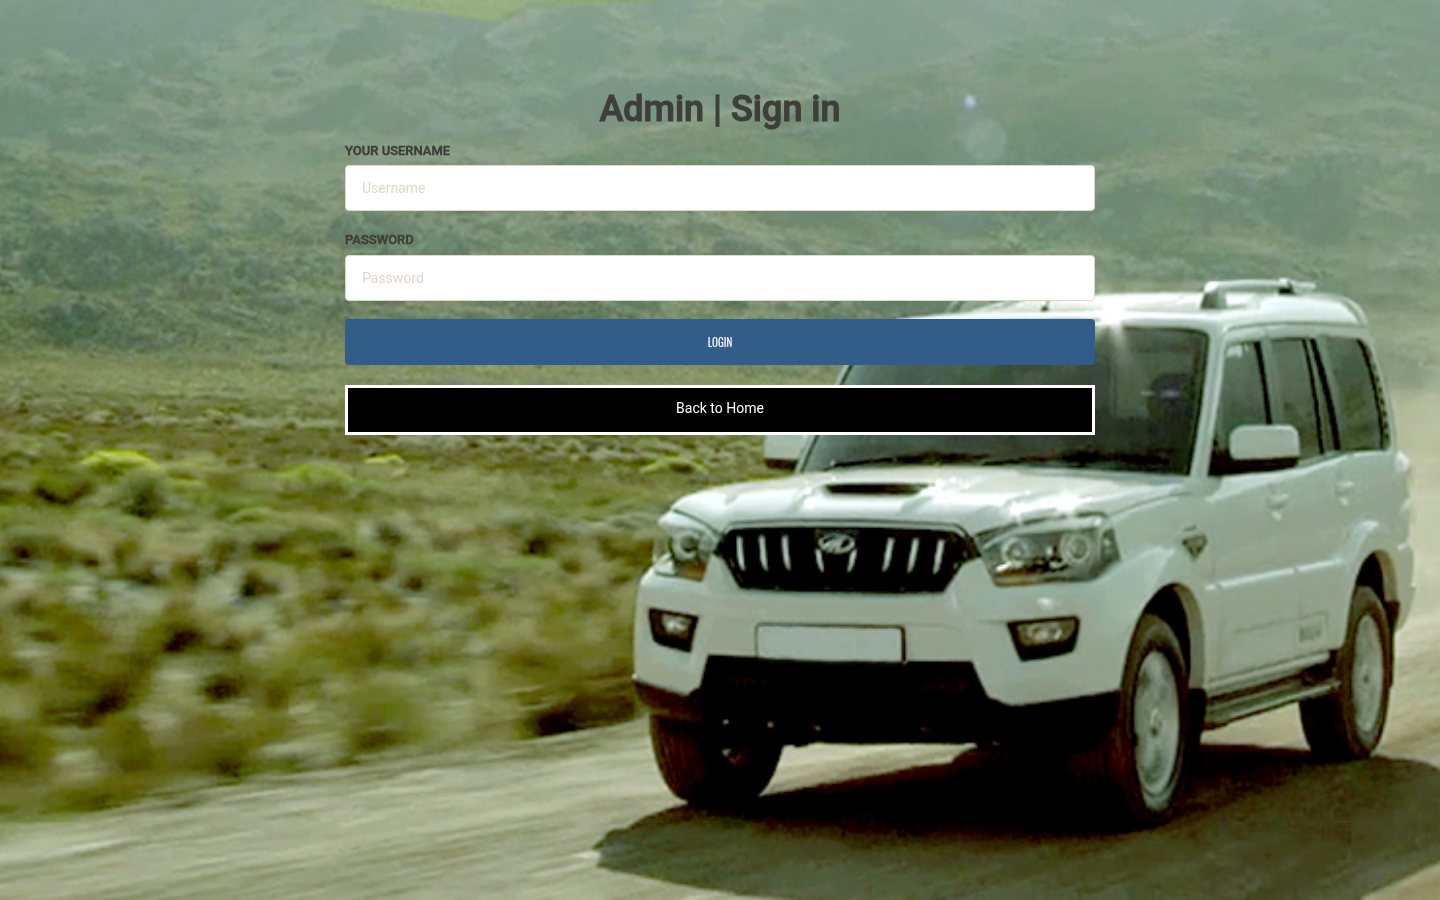 Admin | Sign in
YOUR USERNAME
Username
PASSWORD
Password
LOGIN
Back to Home